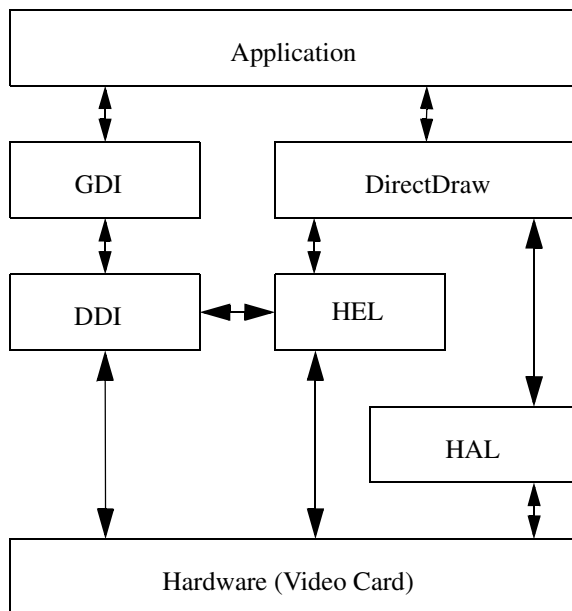 Application
GDI
DirectDraw
DDI
HEL
HAL
Hardware (Video Card)